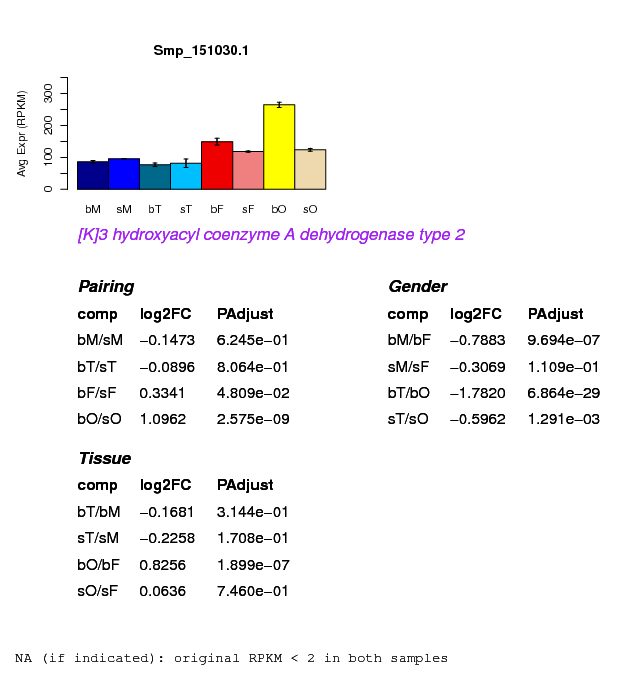 Smp_151030.1
Avg Expr (RPKM)
0 100 200 300
bM sM bT sT bF sF bO sO
[K]3 hydroxyacyl coenzyme A dehydrogenase type 2
Pairing
comp log2FC PAdjust
bM/sM −0.1473 6.245e−01
bT/sT −0.0896 8.064e−01
bF/sF 0.3341 4.809e−02
bO/sO 1.0962 2.575e−09
Gender
comp log2FC PAdjust
bM/bF −0.7883 9.694e−07
sM/sF −0.3069 1.109e−01
bT/bO −1.7820 6.864e−29
sT/sO −0.5962 1.291e−03
Tissue
comp log2FC PAdjust
bT/bM −0.1681 3.144e−01
sT/sM −0.2258 1.708e−01
bO/bF 0.8256 1.899e−07
sO/sF 0.0636 7.460e−01
NA (if indicated): original RPKM < 2 in both samples